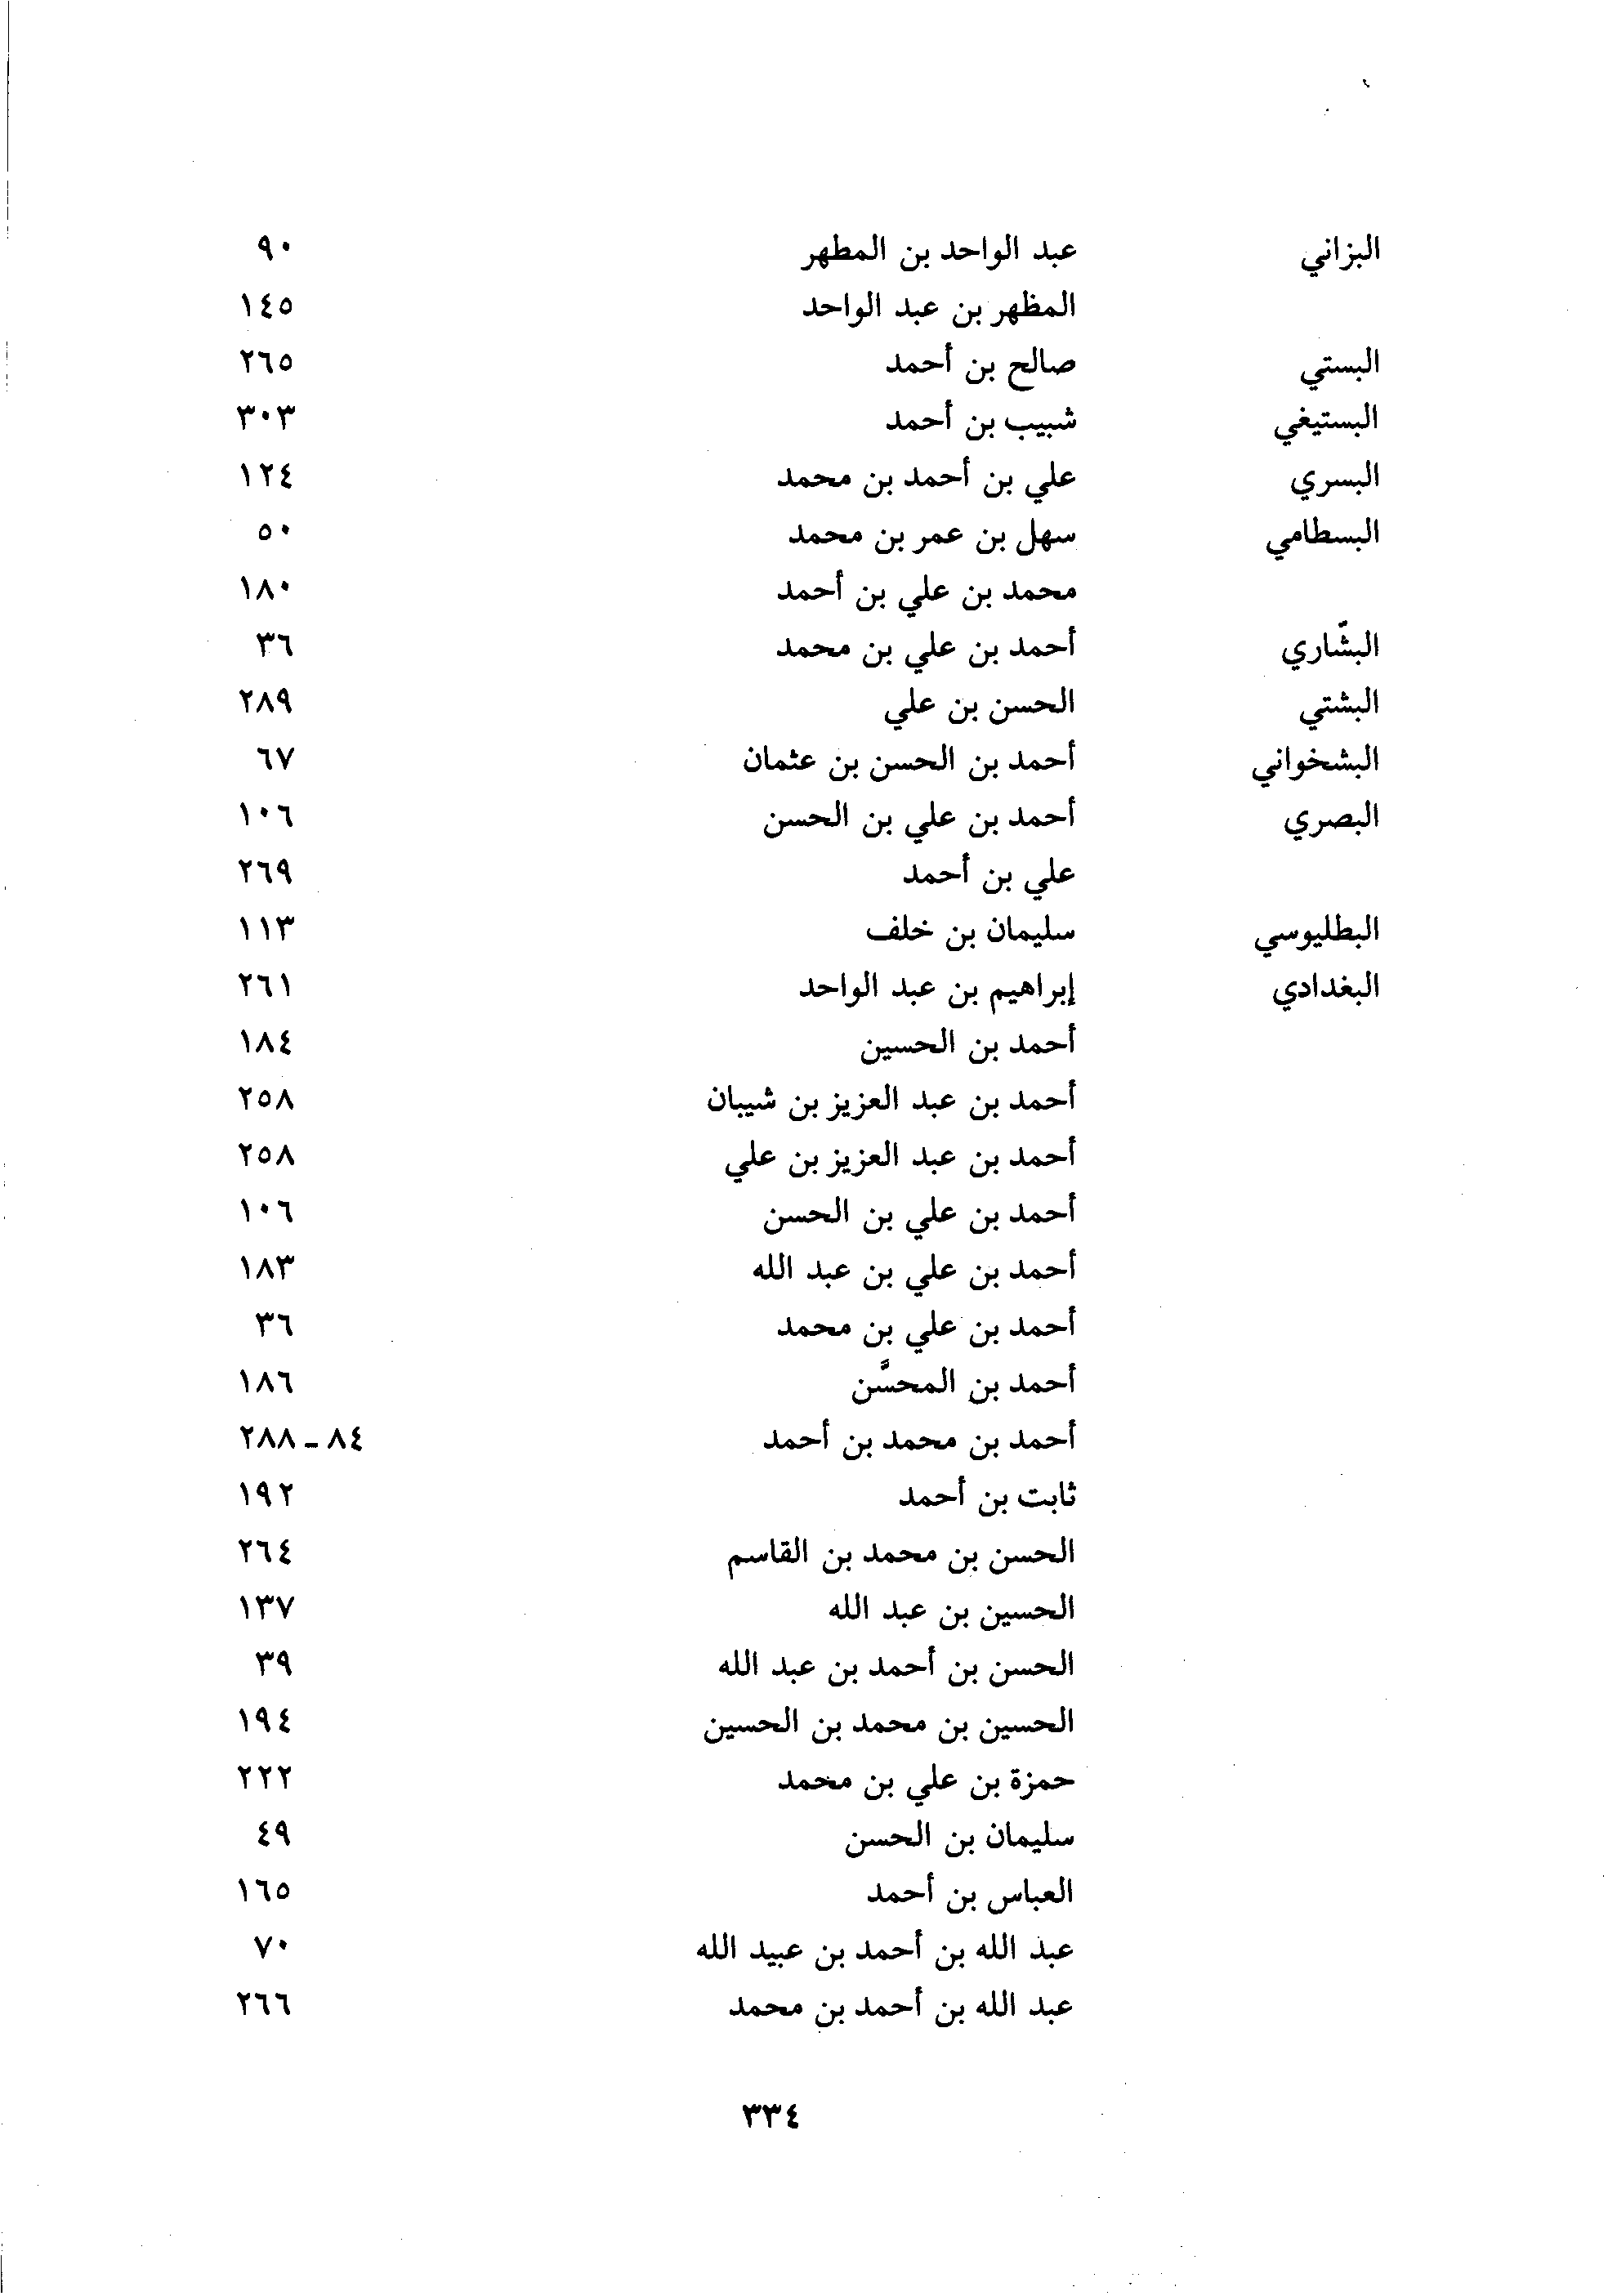 البزاني عبد الواحد بن المطهر ٩٠
المظهر بن عبد الواحد ١٤٥
البستي صالح بن أحمد ٢٦٥
البستيغي شبيب بن أحمد ٣٠٣
البسري علي بن أحمد بن محمد ١٢٤
البسطامي سهل بن عمر بن محمد ٥٠
محمد بن علي بن أحمد ١٨٠
البشّاري أحمد بن علي بن محمد ٣٦
البشتي الحسن بن علي ٢٨٩
البشخواني أحمد بن الحسن بن عثمان ٦٧
البصري أحمد بن علي بن الحسن ١٠٦
علي بن أحمد ٢٦٩
البطليوسي سليمان بن خلف ١١٣
البغدادي إبراهيم بن عبد الواحد ٢٦١
أحمد بن الحسين ١٨٤
أحمد بن عبد العزيز بن شيبان ٢٥٨
أحمد بن عبد العزيز بن علي ٢٥٨
أحمد بن علي بن الحسن ١٠٦
أحمد بن علي بن عبد الله ١٨٣
أحمد بن علي بن محمد ٣٦
أحمد بن المحسَّن ١٨٦
أحمد بن محمد بن أحمد ٨٤ - ٢٨٨
ثابت بن أحمد ١٩٢
الحسن بن محمد بن القاسم ٢٦٤
الحسين بن عبد الله ١٣٧
الحسن بن أحمد بن عبد الله ٣٩
الحسين بن محمد بن الحسين ١٩٤
حمزة بن علي بن محمد ٢٢٢
سليمان بن الحسن ٤٩
العباس بن أحمد ١٦٥
عبد الله بن أحمد بن عبيد الله ٧٠
عبد الله بن أحمد بن محمد ٢٦٦
٣٣٤